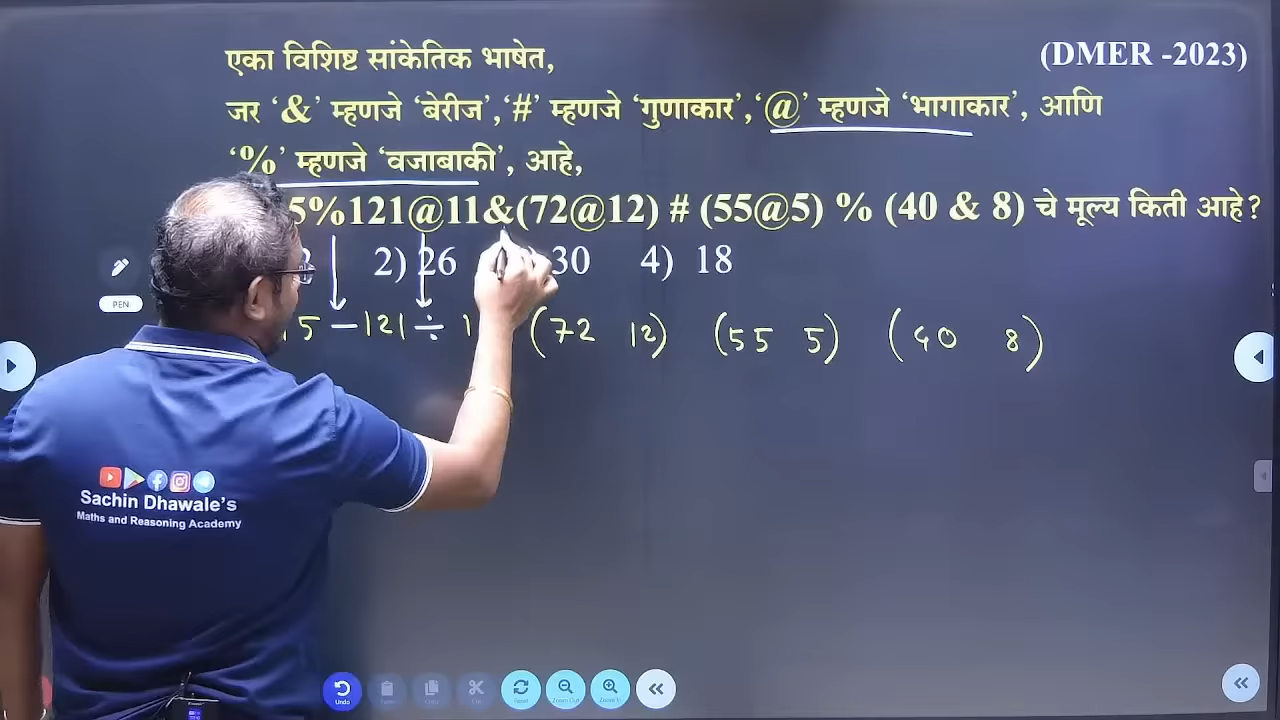 (DMER -2023)
एका विशिष्ट सांकेतिक भाषेत,
जर ‘&’ म्हणजे ‘बेरीज’,‘#’ म्हणजे ‘गुणाकार’,‘@’ म्हणजे ‘भागाकार’, आणि
‘%’ म्हणजे ‘वजाबाकी’, आहे,
5%121@11&(72@12) # (55@5) % (40 & 8) चे मूल्य किती आहे?
2) 26 30 4) 18
5 − 121 ÷ 1 (72 12) (55 5) (40 8)
PEN
Sachin Dhawale’s
Maths and Reasoning Academy
Undo